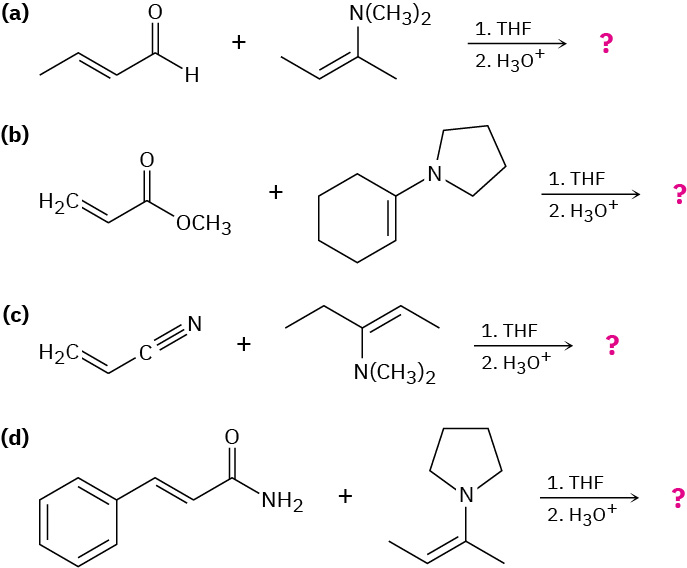 (a)
O
H
+
N(CH₃)₂
1. THF
2. H₃O⁺
?
(b)
O
H₂C
OCH₃
+
N
1. THF
2. H₃O⁺
?
(c)
N
H₂C
C
+
N(CH₃)₂
1. THF
2. H₃O⁺
?
(d)
O
NH₂
+
N
1. THF
2. H₃O⁺
?